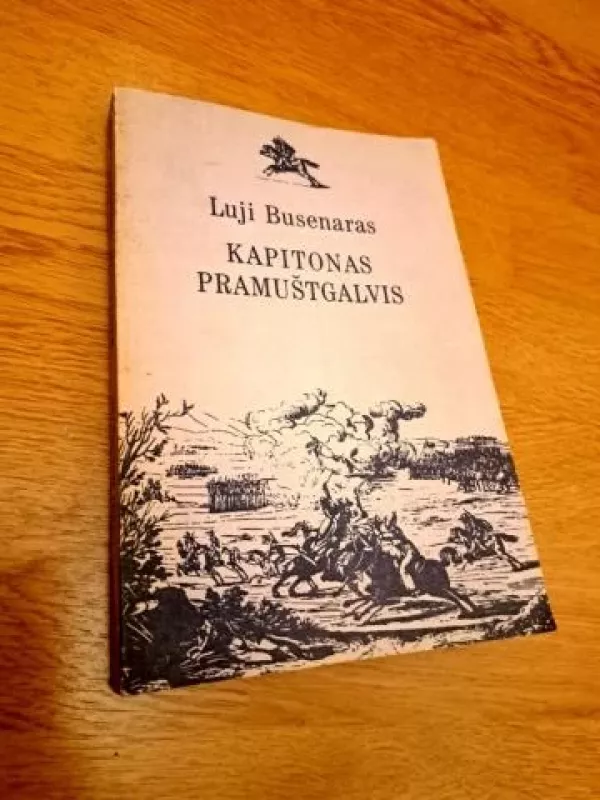 Luji Busenaras
KAPITONAS
PRAMUŠTGALVIS